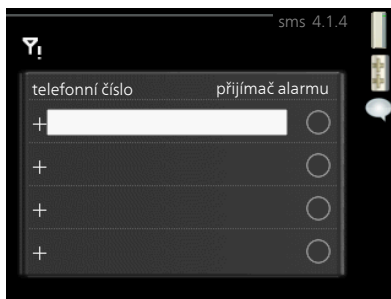 sms 4.1.4
telefonní číslo přijímač alarmu
+
+
+
+